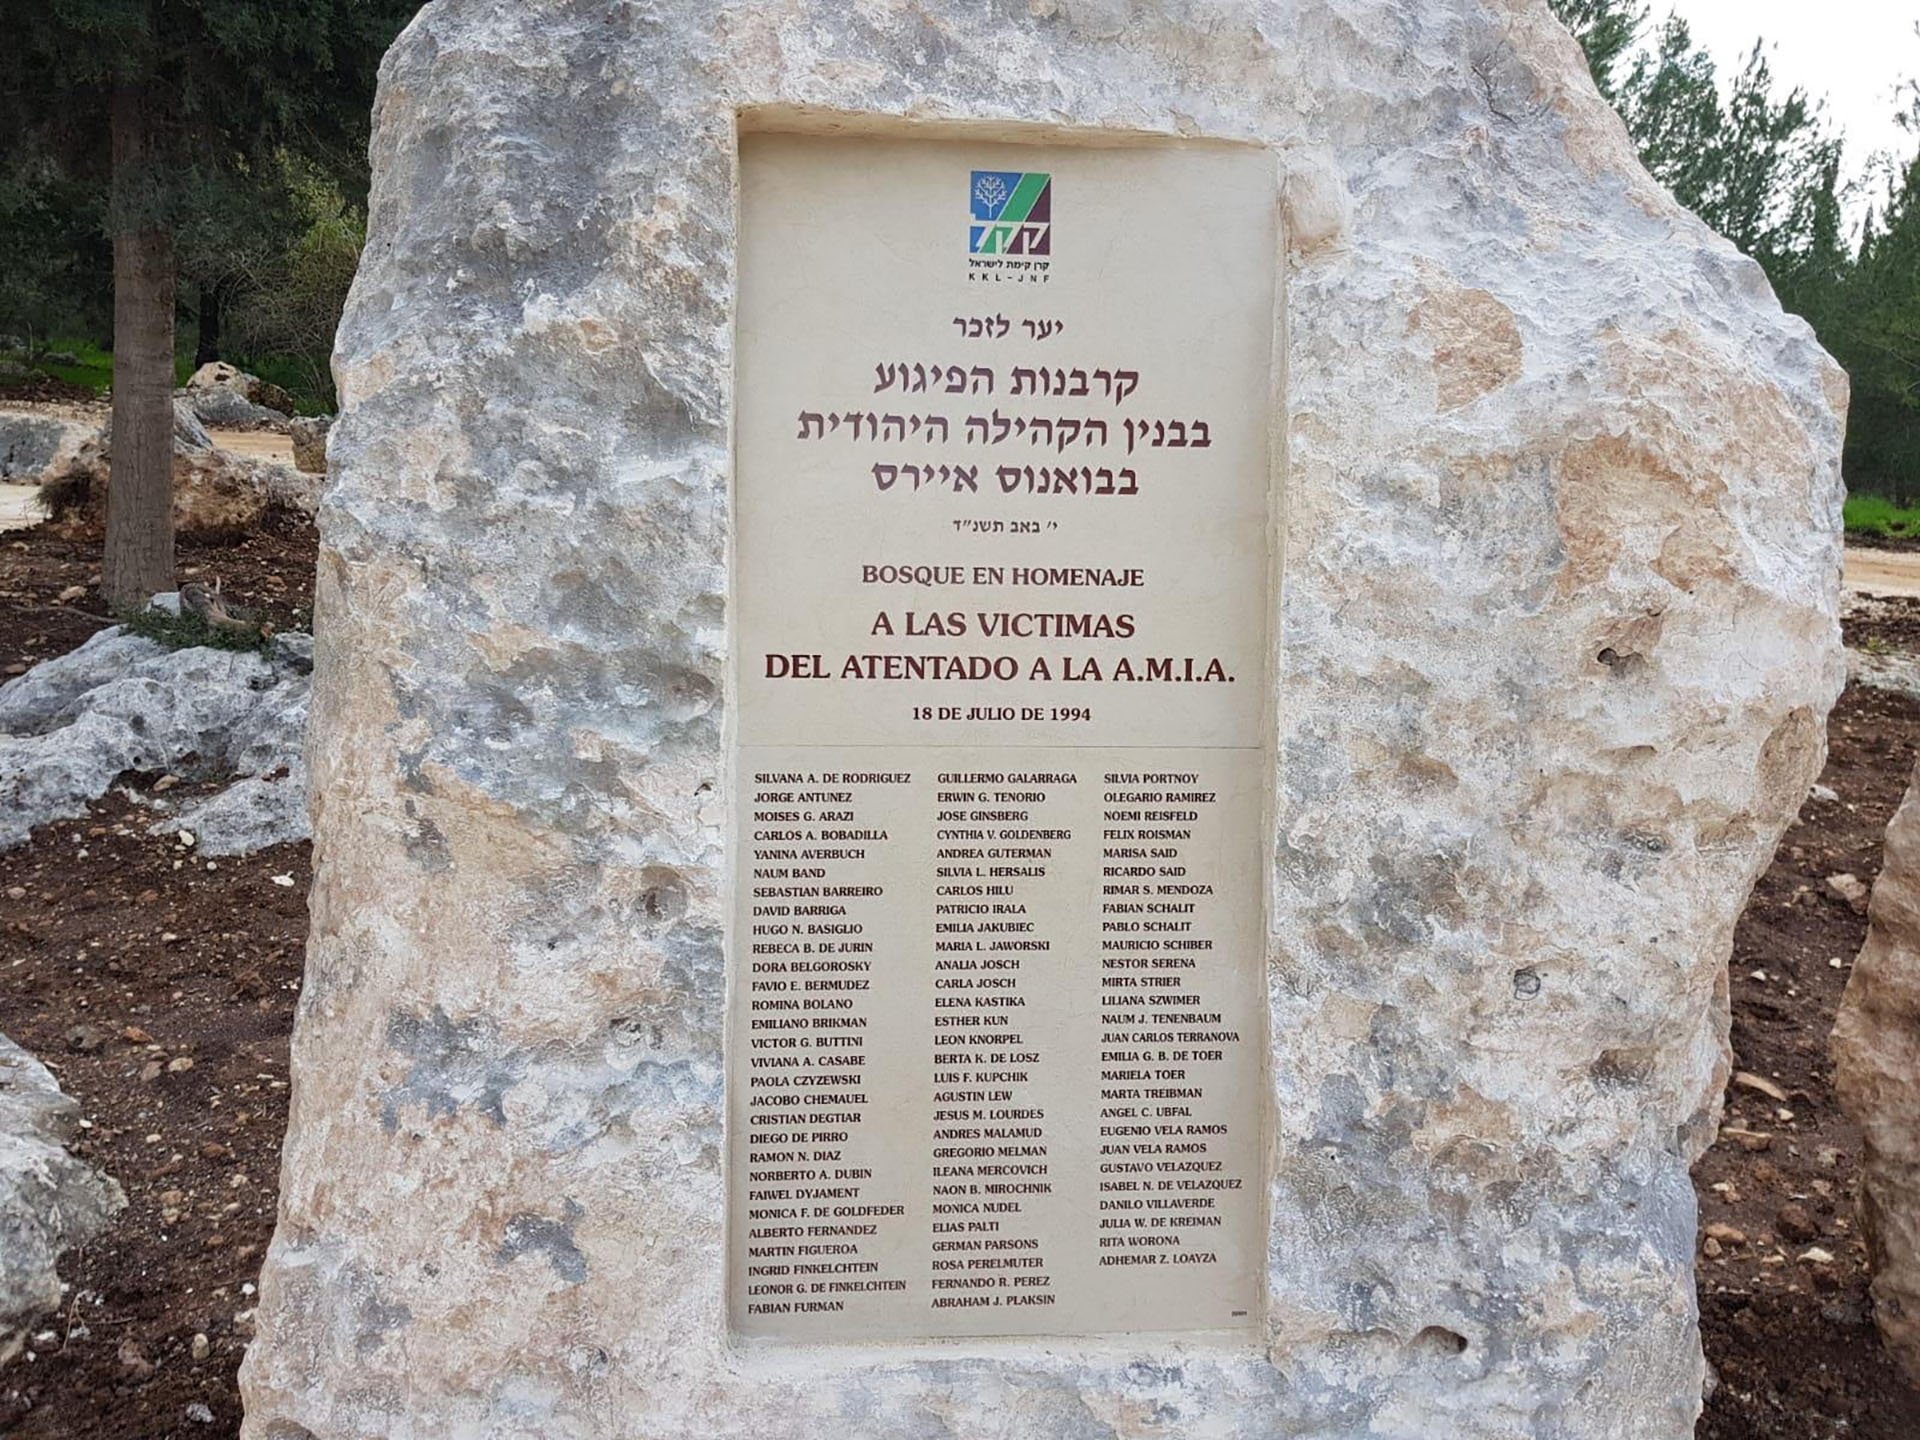 קקל
קרן קימת לישראל
KKL-JNF
יער לזכר
קרבנות הפיגוע
בבנין הקהילה היהודית
בבואנוס איירס
י׳ באב תשנ״ד
BOSQUE EN HOMENAJE
A LAS VICTIMAS
DEL ATENTADO A LA A.M.I.A.
18 DE JULIO DE 1994
SILVANA A. DE RODRIGUEZ
JORGE ANTUNEZ
MOISES G. ARAZI
CARLOS A. BOBADILLA
YANINA AVERBUCH
NAUM BAND
SEBASTIAN BARREIRO
DAVID BARRIGA
HUGO N. BASIGLIO
REBECA B. DE JURIN
DORA BELGOROSKY
FAVIO E. BERMUDEZ
ROMINA BOLANO
EMILIANO BRIKMAN
VICTOR G. BUTTINI
VIVIANA A. CASABE
PAOLA CZYZEWSKI
JACOBO CHEMAUEL
CRISTIAN DEGTIAR
DIEGO DE PIRRO
RAMON N. DIAZ
NORBERTO A. DUBIN
FAIWEL DYJAMENT
MONICA F. DE GOLDFEDER
ALBERTO FERNANDEZ
MARTIN FIGUEROA
INGRID FINKELCHTEIN
LEONOR G. DE FINKELCHTEIN
FABIAN FURMAN
GUILLERMO GALARRAGA
ERWIN G. TENORIO
JOSE GINSBERG
CYNTHIA V. GOLDENBERG
ANDREA GUTERMAN
SILVIA L. HERSALIS
CARLOS HILU
PATRICIO IRALA
EMILIA JAKUBIEC
MARIA L. JAWORSKI
ANALIA JOSCH
CARLA JOSCH
ELENA KASTIKA
ESTHER KUN
LEON KNORPEL
BERTA K. DE LOSZ
LUIS F. KUPCHIK
AGUSTIN LEW
JESUS M. LOURDES
ANDRES MALAMUD
GREGORIO MELMAN
ILEANA MERCOVICH
NAON B. MIROCHNIK
MONICA NUDEL
ELIAS PALTI
GERMAN PARSONS
ROSA PERELMUTER
FERNANDO R. PEREZ
ABRAHAM J. PLAKSIN
SILVIA PORTNOY
OLEGARIO RAMIREZ
NOEMI REISFELD
FELIX ROISMAN
MARISA SAID
RICARDO SAID
RIMAR S. MENDOZA
FABIAN SCHALIT
PABLO SCHALIT
MAURICIO SCHIBER
NESTOR SERENA
MIRTA STRIER
LILIANA SZWIMER
NAUM J. TENENBAUM
JUAN CARLOS TERRANOVA
EMILIA G. B. DE TOER
MARIELA TOER
MARTA TREIBMAN
ANGEL C. UBFAL
EUGENIO VELA RAMOS
JUAN VELA RAMOS
GUSTAVO VELAZQUEZ
ISABEL N. DE VELAZQUEZ
DANILO VILLAVERDE
JULIA W. DE KREIMAN
RITA WORONA
ADHEMAR Z. LOAYZA